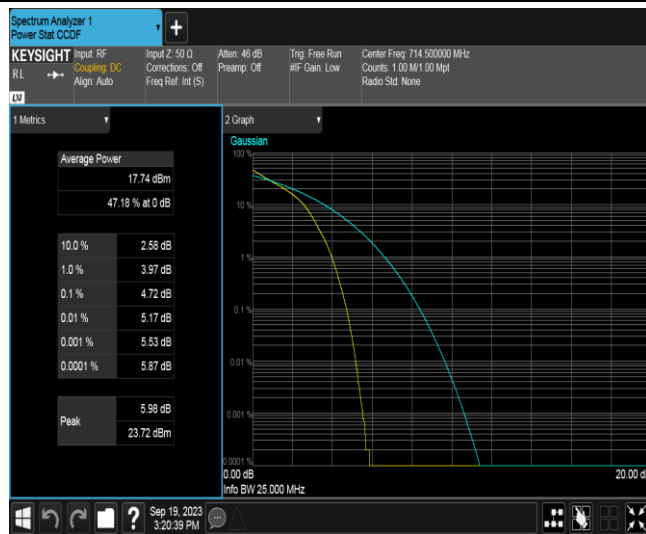 Spectrum Analyzer 1
Power Stat CCDF
+
KEYSIGHT
RL
Input: RF
Coupling: DC
Align: Auto
Input Z: 50 Ω
Corrections: Off
Freq Ref: Int (S)
Atten: 46 dB
Preamp: Off
Trig: Free Run
#IF Gain: Low
Center Freq: 714.500000 MHz
Counts: 1.00 M/1.00 Mpt
Radio Std: None
LXI
1 Metrics
Average Power
17.74 dBm
47.18 % at 0 dB
10.0 % 2.58 dB
1.0 % 3.97 dB
0.1 % 4.72 dB
0.01 % 5.17 dB
0.001 % 5.53 dB
0.0001 % 5.87 dB
Peak
5.98 dB
23.72 dBm
2 Graph
Gaussian
100 %
10 %
1 %
0.1 %
0.01 %
0.001 %
0.0001 %
0.00 dB
20.00 d
Info BW 25.000 MHz
?
Sep 19, 2023
3:20:39 PM